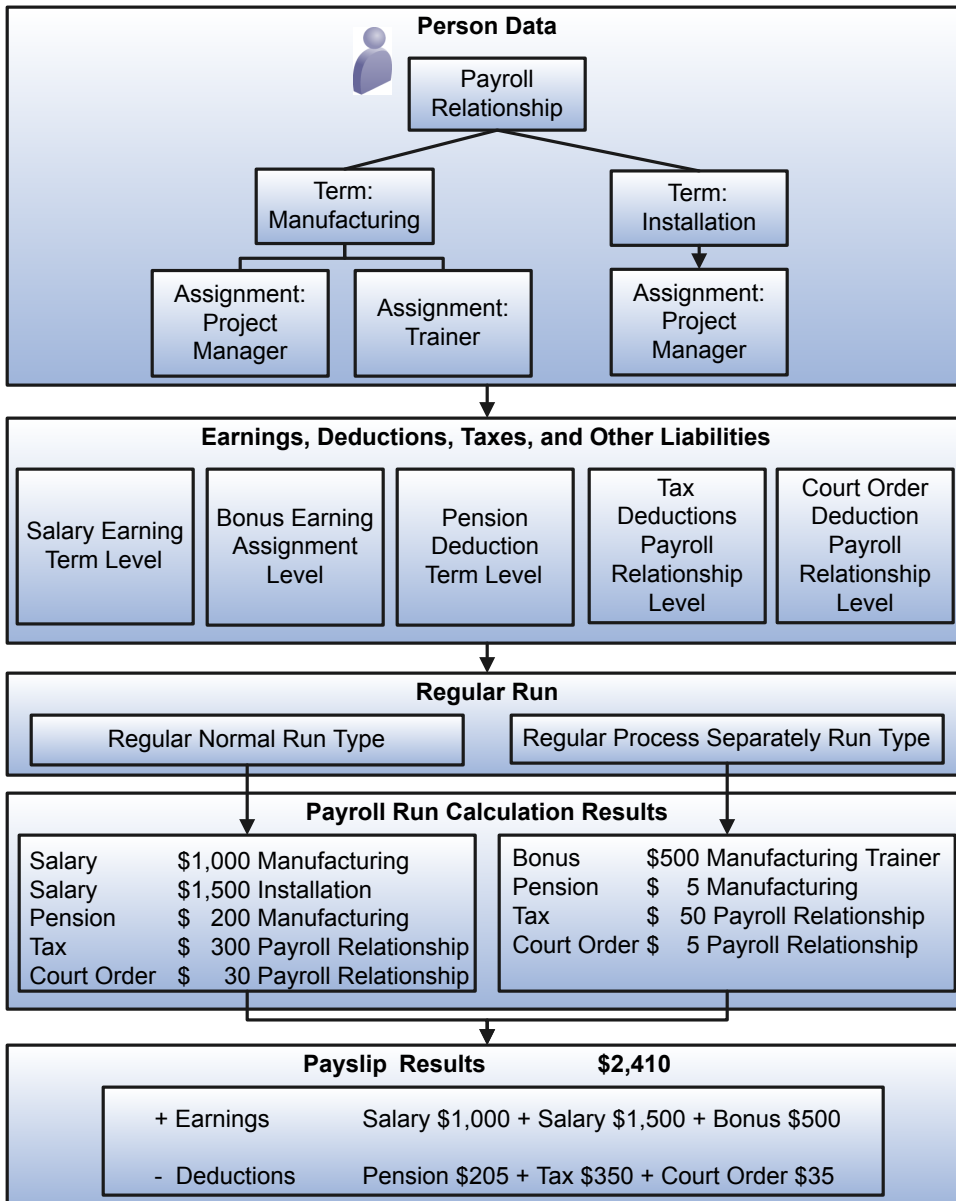 Person Data
Payroll
Relationship
Term:
Manufacturing
Term:
Installation
Assignment:
Project
Manager
Assignment:
Trainer
Assignment:
Project
Manager
Earnings, Deductions, Taxes, and Other Liabilities
Salary Earning
Term Level
Bonus Earning
Assignment
Level
Pension
Deduction
Term Level
Tax
Deductions
Payroll
Relationship
Level
Court Order
Deduction
Payroll
Relationship
Level
Regular Run
Regular Normal Run Type
Regular Process Separately Run Type
Payroll Run Calculation Results
Salary $1,000 Manufacturing
Salary $1,500 Installation
Pension $ 200 Manufacturing
Tax $ 300 Payroll Relationship
Court Order $ 30 Payroll Relationship
Bonus $500 Manufacturing Trainer
Pension $ 5 Manufacturing
Tax $ 50 Payroll Relationship
Court Order $ 5 Payroll Relationship
Payslip Results $2,410
+ Earnings Salary $1,000 + Salary $1,500 + Bonus $500
- Deductions Pension $205 + Tax $350 + Court Order $35